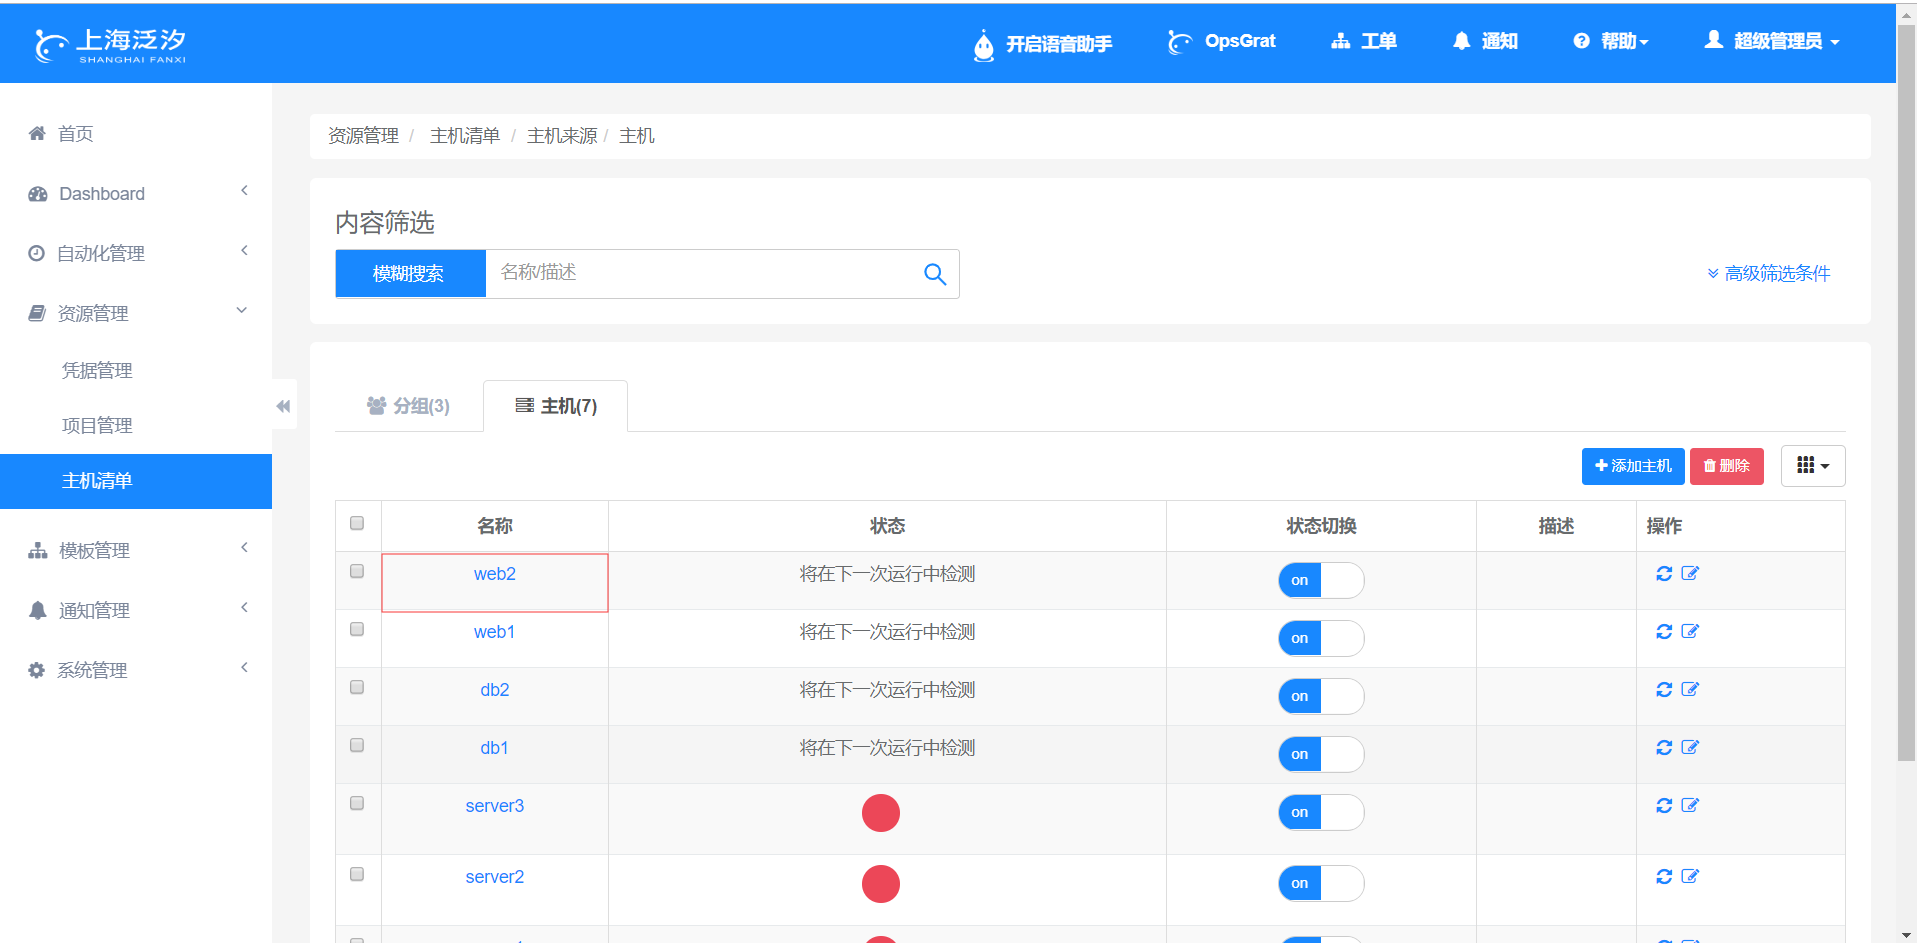 上海泛汐
SHANGHAI FANXI
开启语音助手
OpsGrat
工单
通知
帮助
超级管理员
首页
Dashboard
自动化管理
资源管理
凭据管理
项目管理
主机清单
模板管理
通知管理
系统管理
资源管理 / 主机清单 / 主机来源 / 主机
内容筛选
模糊搜索
名称/描述
高级筛选条件
分组(3)
主机(7)
添加主机
删除
名称 状态 状态切换 描述 操作
web2 将在下一次运行中检测 on
web1 将在下一次运行中检测 on
db2 将在下一次运行中检测 on
db1 将在下一次运行中检测 on
server3 on
server2 on